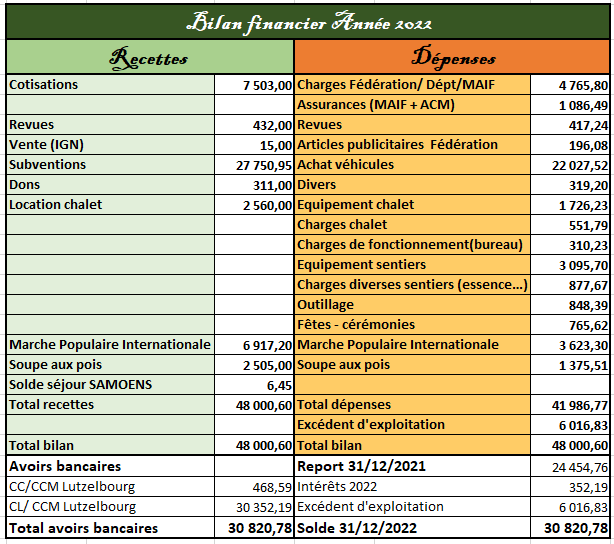 Bilan financier Année 2022
Recettes Dépenses
Cotisations 7 503,00 Charges Fédération/ Dépt/MAIF 4 765,80
Assurances (MAIF + ACM) 1 086,49
Revues 432,00 Revues 417,24
Vente (IGN) 15,00 Articles publicitaires Fédération 196,08
Subventions 27 750,95 Achat véhicules 22 027,52
Dons 311,00 Divers 319,20
Location chalet 2 560,00 Equipement chalet 1 726,23
Charges chalet 551,79
Charges de fonctionnement(bureau) 310,23
Equipement sentiers 3 095,70
Charges diverses sentiers (essence...) 877,67
Outillage 848,39
Fêtes - cérémonies 765,62
Marche Populaire Internationale 6 917,20 Marche Populaire Internationale 3 623,30
Soupe aux pois 2 505,00 Soupe aux pois 1 375,51
Solde séjour SAMOENS 6,45
Total recettes 48 000,60 Total dépenses 41 986,77
Excédent d'exploitation 6 016,83
Total bilan 48 000,60 Total bilan 48 000,60
Avoirs bancaires Report 31/12/2021 24 454,76
CC/CCM Lutzelbourg 468,59 Intérêts 2022 352,19
CL/ CCM Lutzelbourg 30 352,19 Excédent d'exploitation 6 016,83
Total avoirs bancaires 30 820,78 Solde 31/12/2022 30 820,78